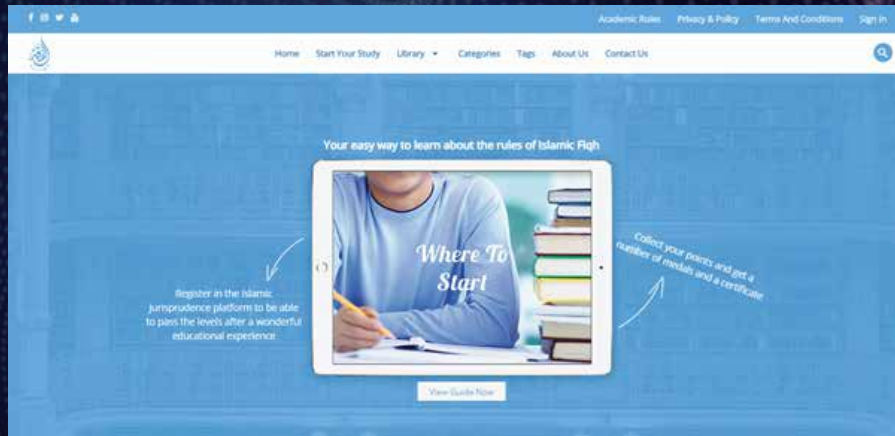 Academic Rules Privacy & Policy Terms And Conditions Sign In
Home Start Your Study Library Categories Tags About Us Contact Us
Your easy way to learn about the rules of Islamic Fiqh
Where To
Start
Register in the Islamic
jurisprudence platform to be able
to pass the levels after a wonderful
educational experience
Collect your points and get a
number of medals and a certificate
View Guide Now